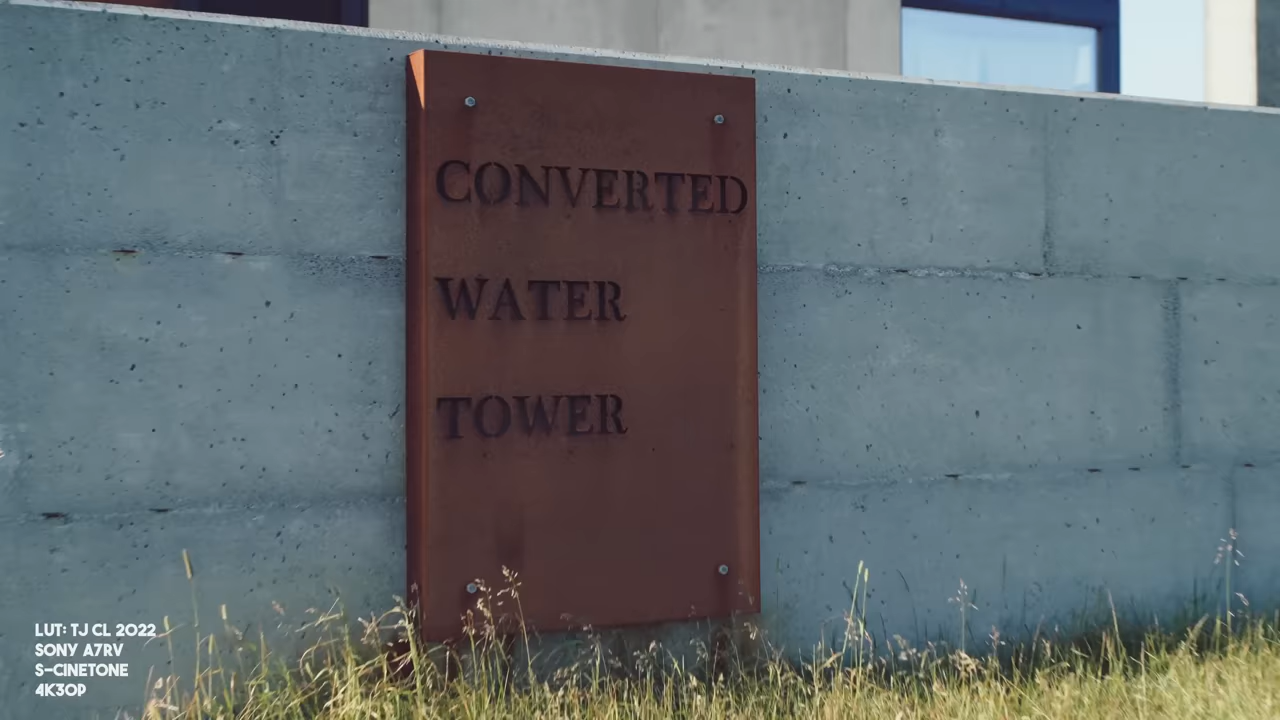 CONVERTED
WATER
TOWER
LUT: TJ CL 2022
SONY A7RV
S-CINETONE
4K30P